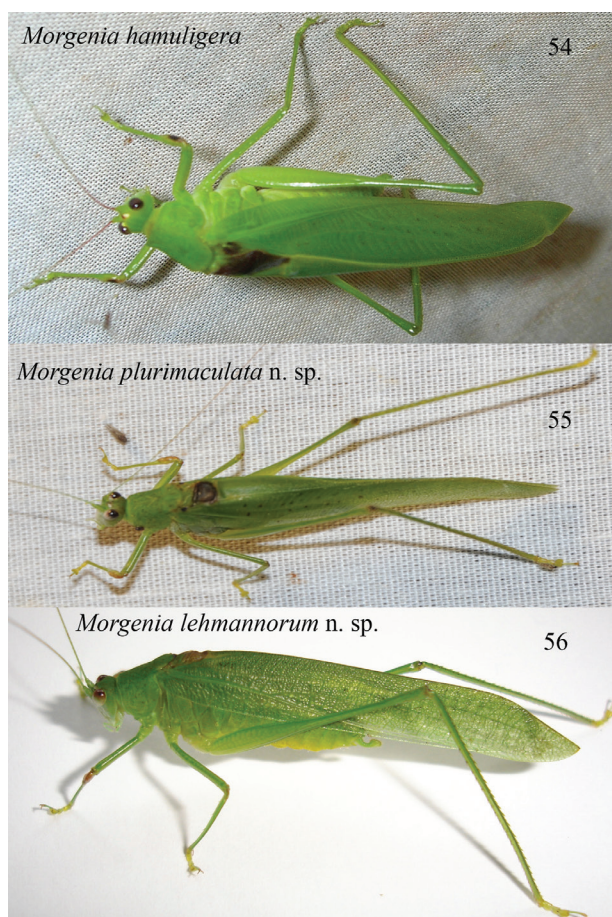 Morgenia hamuligera
54
Morgenia plurimaculata n. sp.
55
Morgenia lehmannorum n. sp.
56